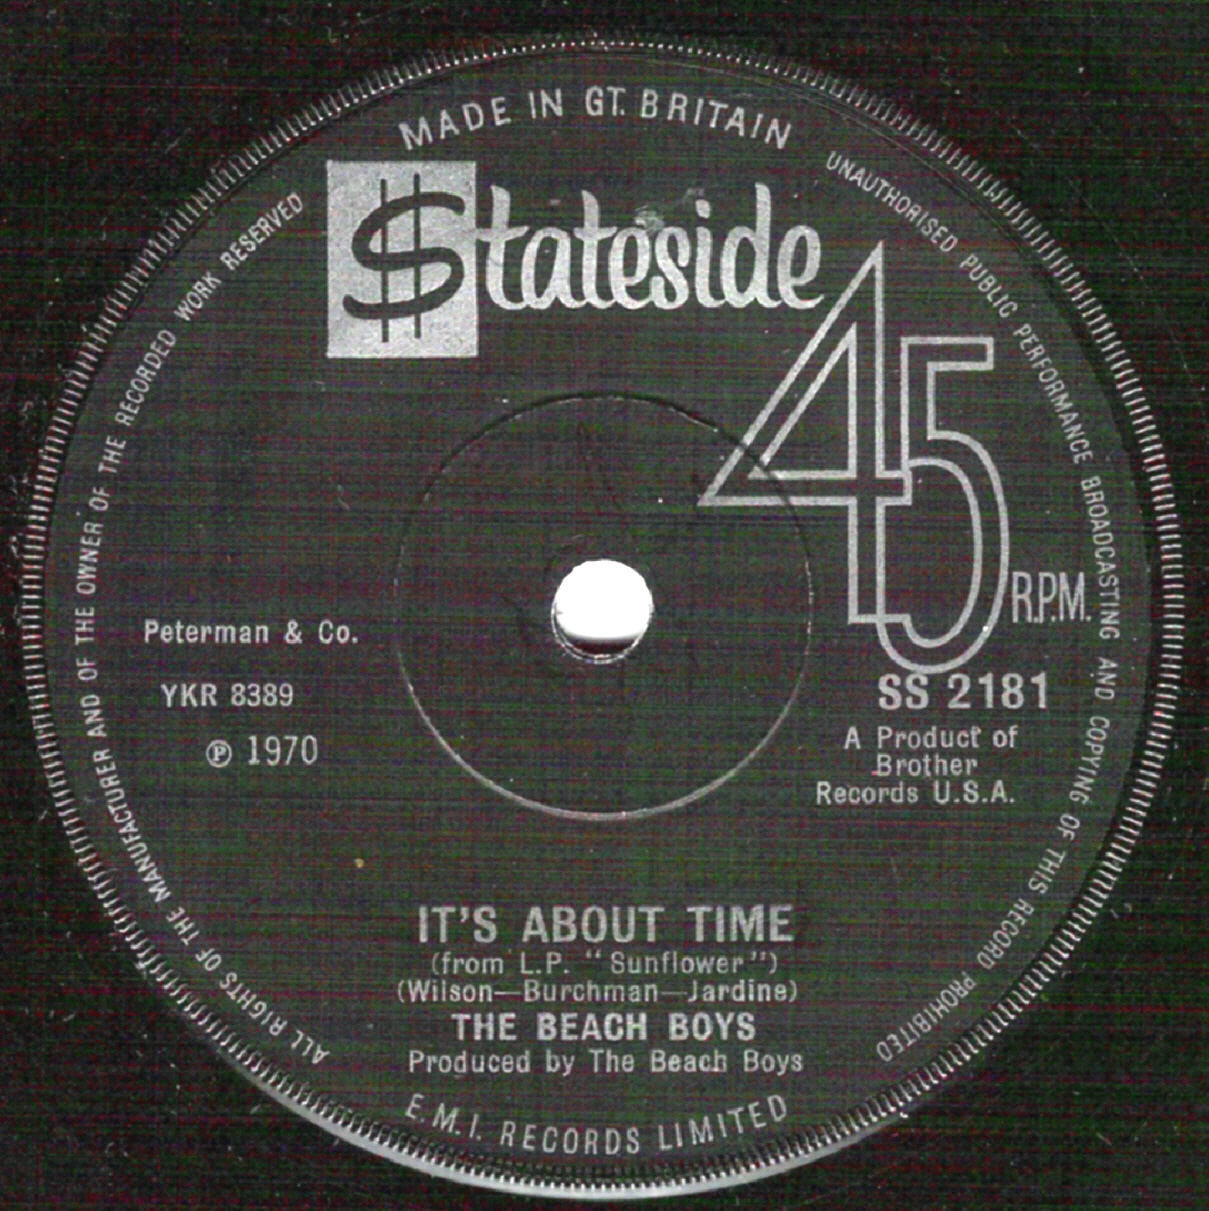 MADE IN GT. BRITAIN
$tateside
45
R.P.M.
UNAUTHORISED PUBLIC PERFORMANCE BROADCASTING AND COPYING OF THIS RECORD PROHIBITED
ALL RIGHTS OF THE MANUFACTURER AND OF THE OWNER OF THE RECORDED WORK RESERVED
Peterman & Co.
YKR 8389
℗ 1970
SS 2181
A Product of
Brother
Records U.S.A.
IT'S ABOUT TIME
(from L.P. "Sunflower")
(Wilson—Burchman—Jardine)
THE BEACH BOYS
Produced by The Beach Boys
E.M.I. RECORDS LIMITED